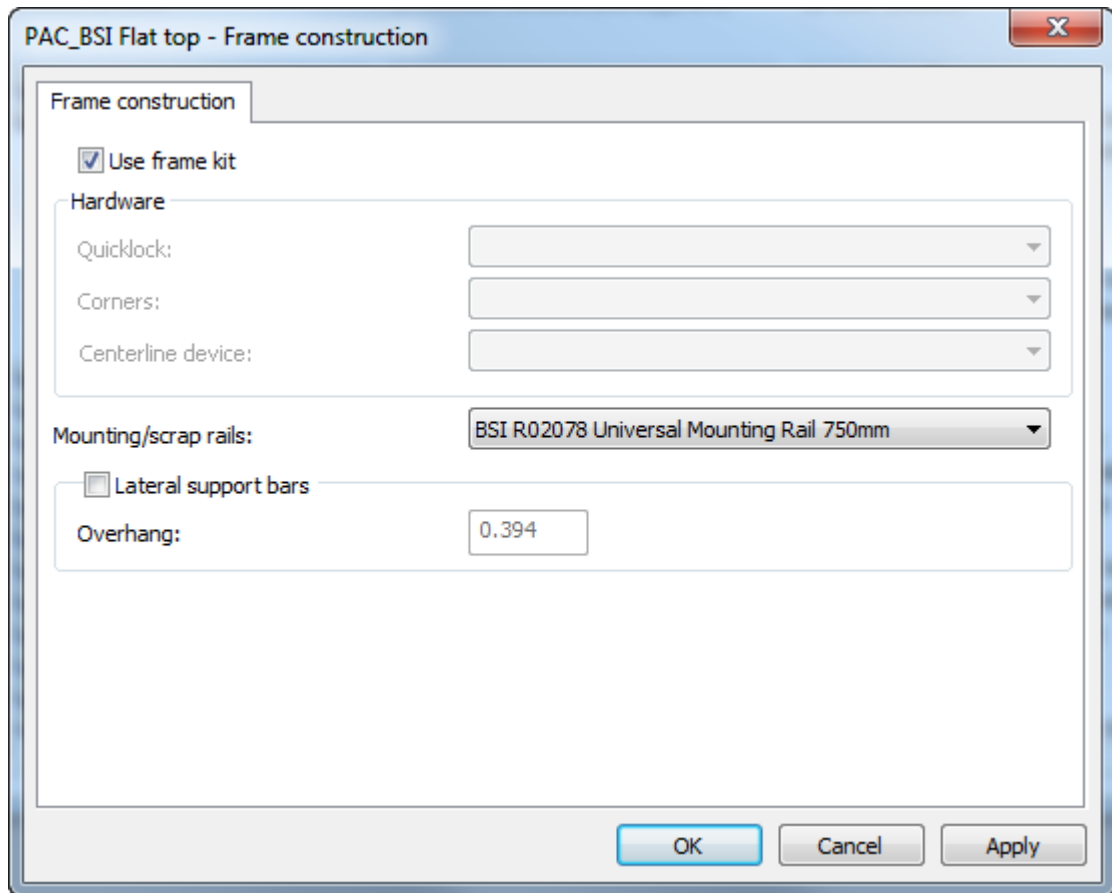 PAC_BSI Flat top - Frame construction
Frame construction
Use frame kit
Hardware
Quicklock:
Corners:
Centerline device:
Mounting/scrap rails: BSI R02078 Universal Mounting Rail 750mm
Lateral support bars
Overhang: 0.394
OK Cancel Apply